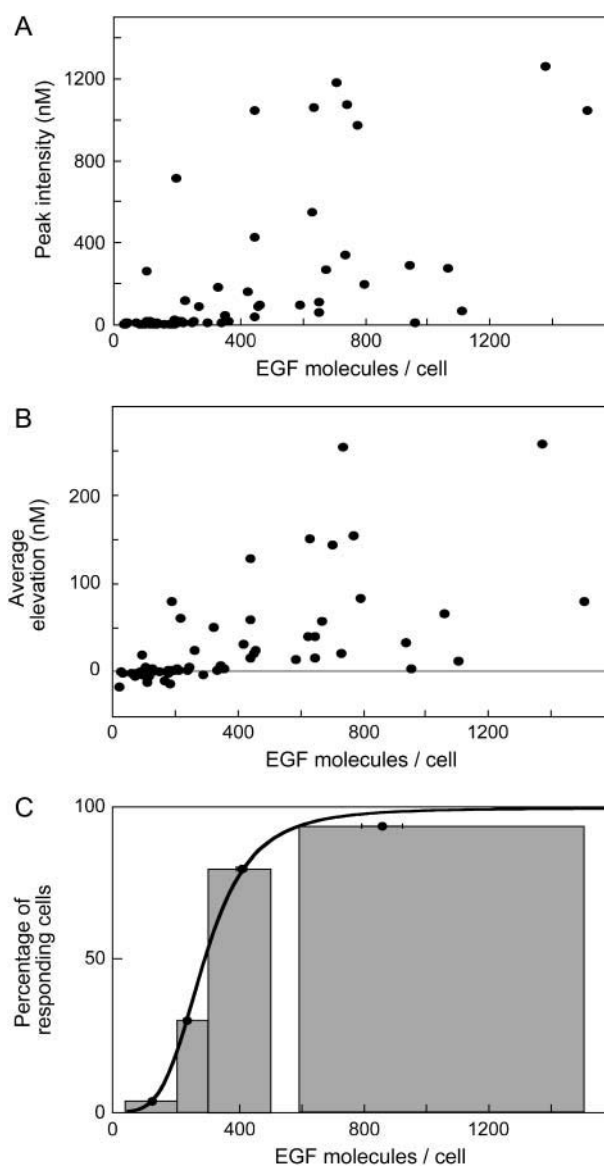 A
Peak intensity (nM)
1200
800
400
0
400
800
1200
EGF molecules / cell
B
Average
elevation (nM)
200
100
0
0
400
800
1200
EGF molecules / cell
C
Percentage of
responding cells
100
50
0
0
400
800
1200
EGF molecules / cell